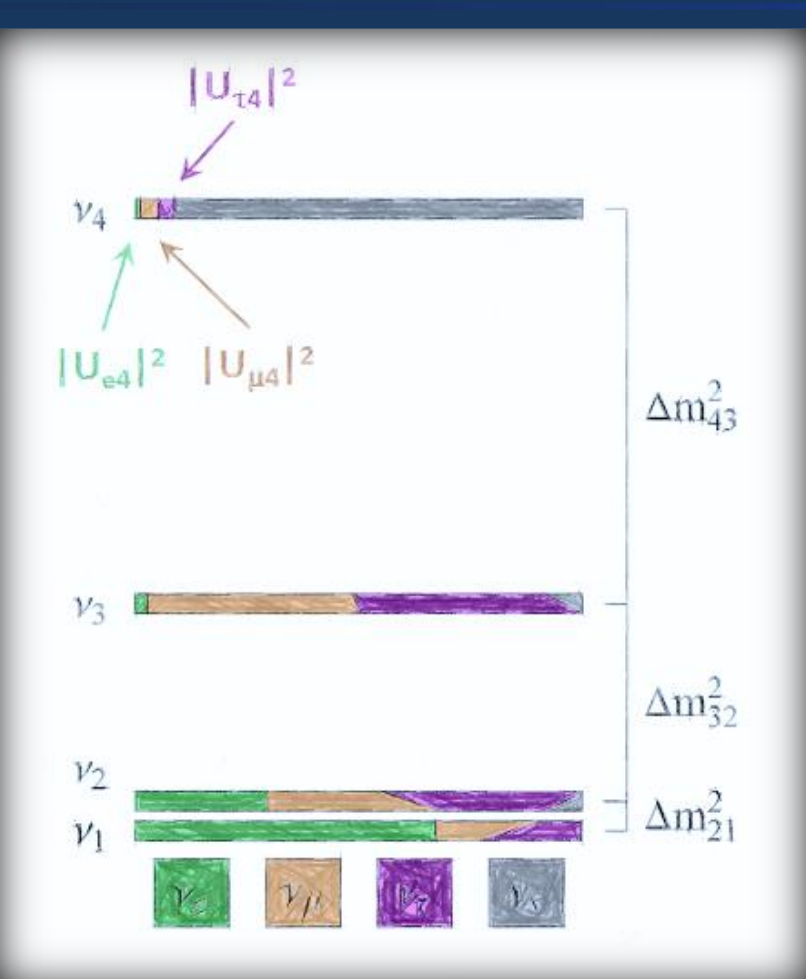 |Uτ4|²
ν4
|Ue4|² |Uμ4|²
Δm²43
ν3
Δm²32
ν2
ν1
Δm²21
νe νμ ντ νs